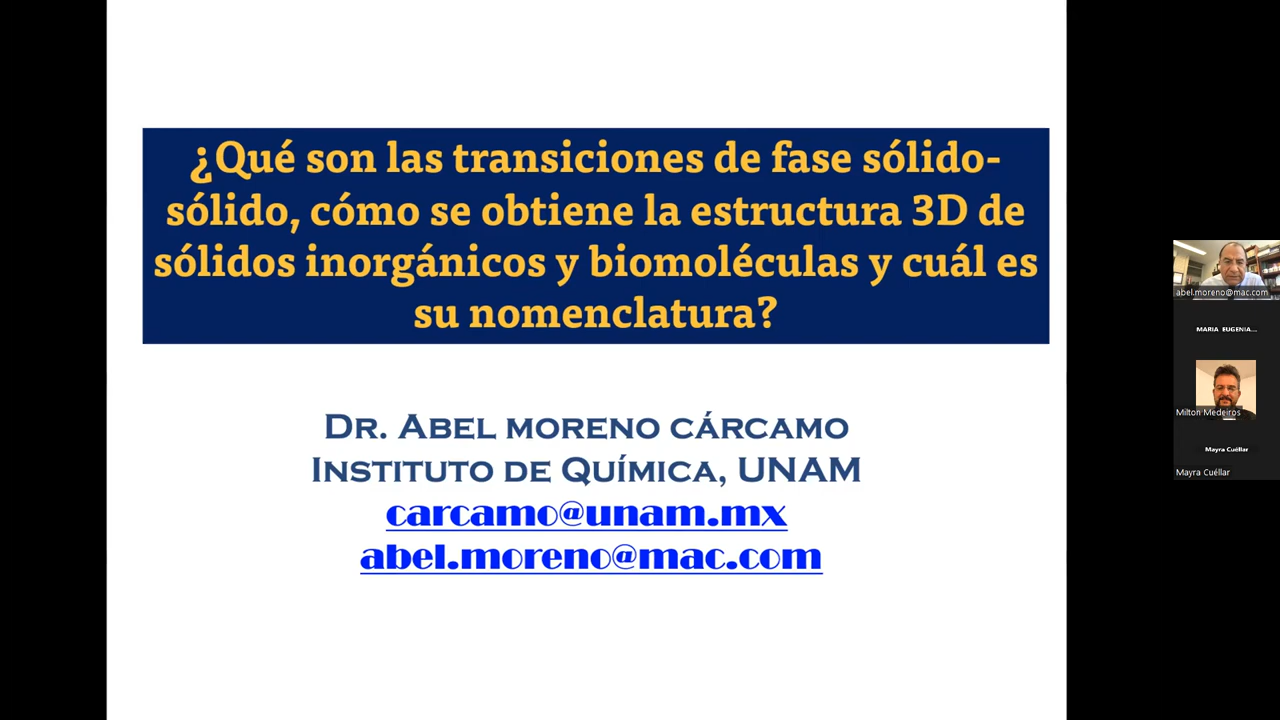 ¿Qué son las transiciones de fase sólido-
sólido, cómo se obtiene la estructura 3D de
sólidos inorgánicos y biomoléculas y cuál es
su nomenclatura?
Dr. Abel moreno cárcamo
Instituto de Química, UNAM
carcamo@unam.mx
abel.moreno@mac.com
abel.moreno@mac.com
MARIA EUGENIA...
Milton Medeiros
Mayra Cuéllar
Mayra Cuéllar